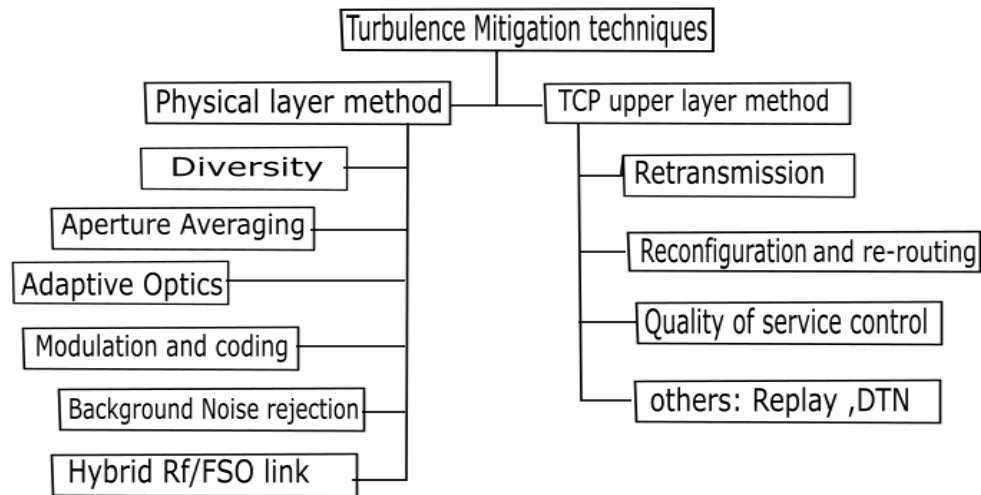 Turbulence Mitigation techniques
Physical layer method
TCP upper layer method
Diversity
Aperture Averaging
Adaptive Optics
Modulation and coding
Background Noise rejection
Hybrid Rf/FSO link
Retransmission
Reconfiguration and re-routing
Quality of service control
others: Replay ,DTN